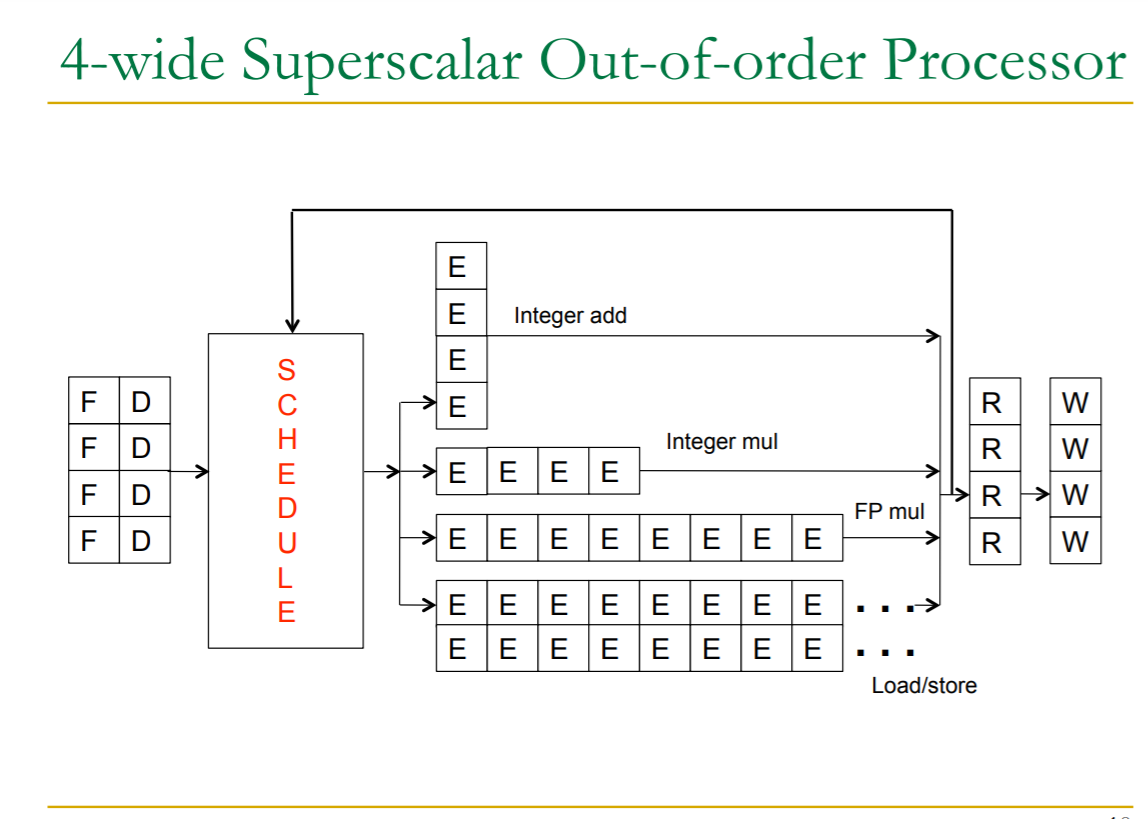 4-wide Superscalar Out-of-order Processor
F D
F D
F D
F D
S
C
H
E
D
U
L
E
E
E
E
E
Integer add
E E E E
Integer mul
E E E E E E E E
FP mul
E E E E E E E E . . .
E E E E E E E E . . .
Load/store
R
R
R
R
W
W
W
W